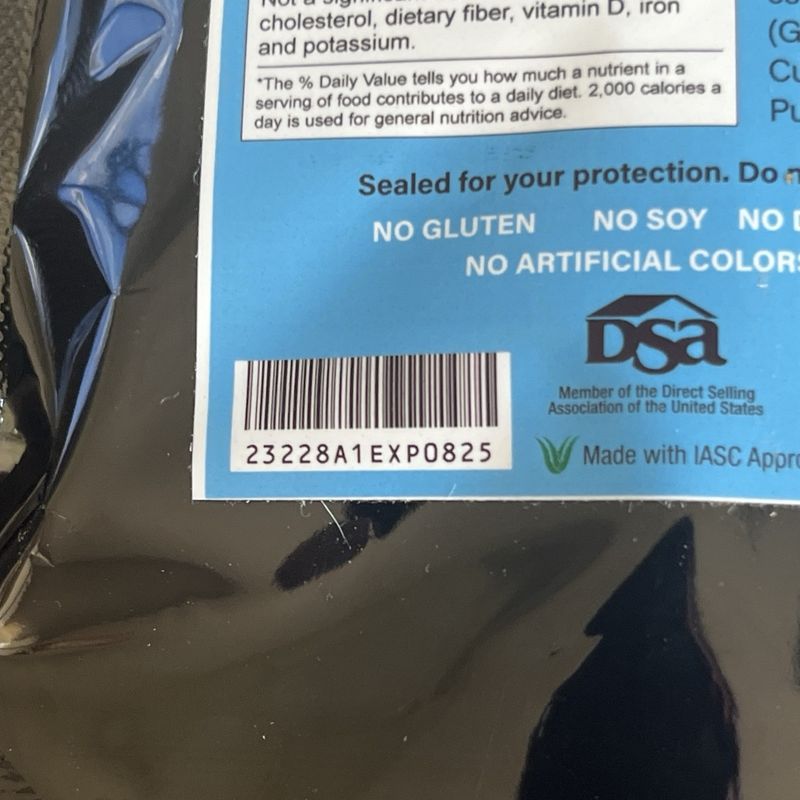 cholesterol, dietary fiber, vitamin D, iron
and potassium.
*The % Daily Value tells you how much a nutrient in a
serving of food contributes to a daily diet. 2,000 calories a
day is used for general nutrition advice.
Sealed for your protection. Do
NO GLUTEN NO SOY NO
NO ARTIFICIAL COLORS
DSa
Member of the Direct Selling
Association of the United States
23228A1EXP0825
Made with IASC